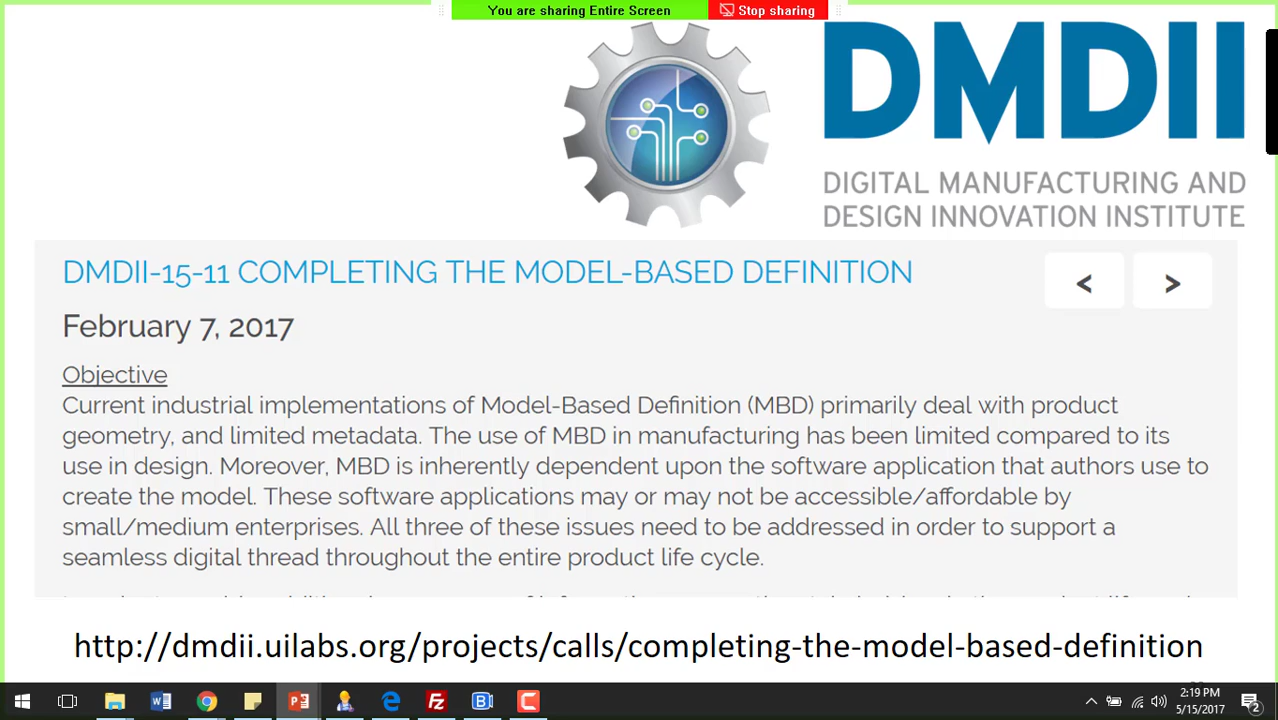 You are sharing Entire Screen
Stop sharing
DMDII
DIGITAL MANUFACTURING AND
DESIGN INNOVATION INSTITUTE
DMDII-15-11 COMPLETING THE MODEL-BASED DEFINITION
< >
February 7, 2017
Objective
Current industrial implementations of Model-Based Definition (MBD) primarily deal with product
geometry, and limited metadata. The use of MBD in manufacturing has been limited compared to its
use in design. Moreover, MBD is inherently dependent upon the software application that authors use to
create the model. These software applications may or may not be accessible/affordable by
small/medium enterprises. All three of these issues need to be addressed in order to support a
seamless digital thread throughout the entire product life cycle.
http://dmdii.uilabs.org/projects/calls/completing-the-model-based-definition
2:19 PM
5/15/2017
2